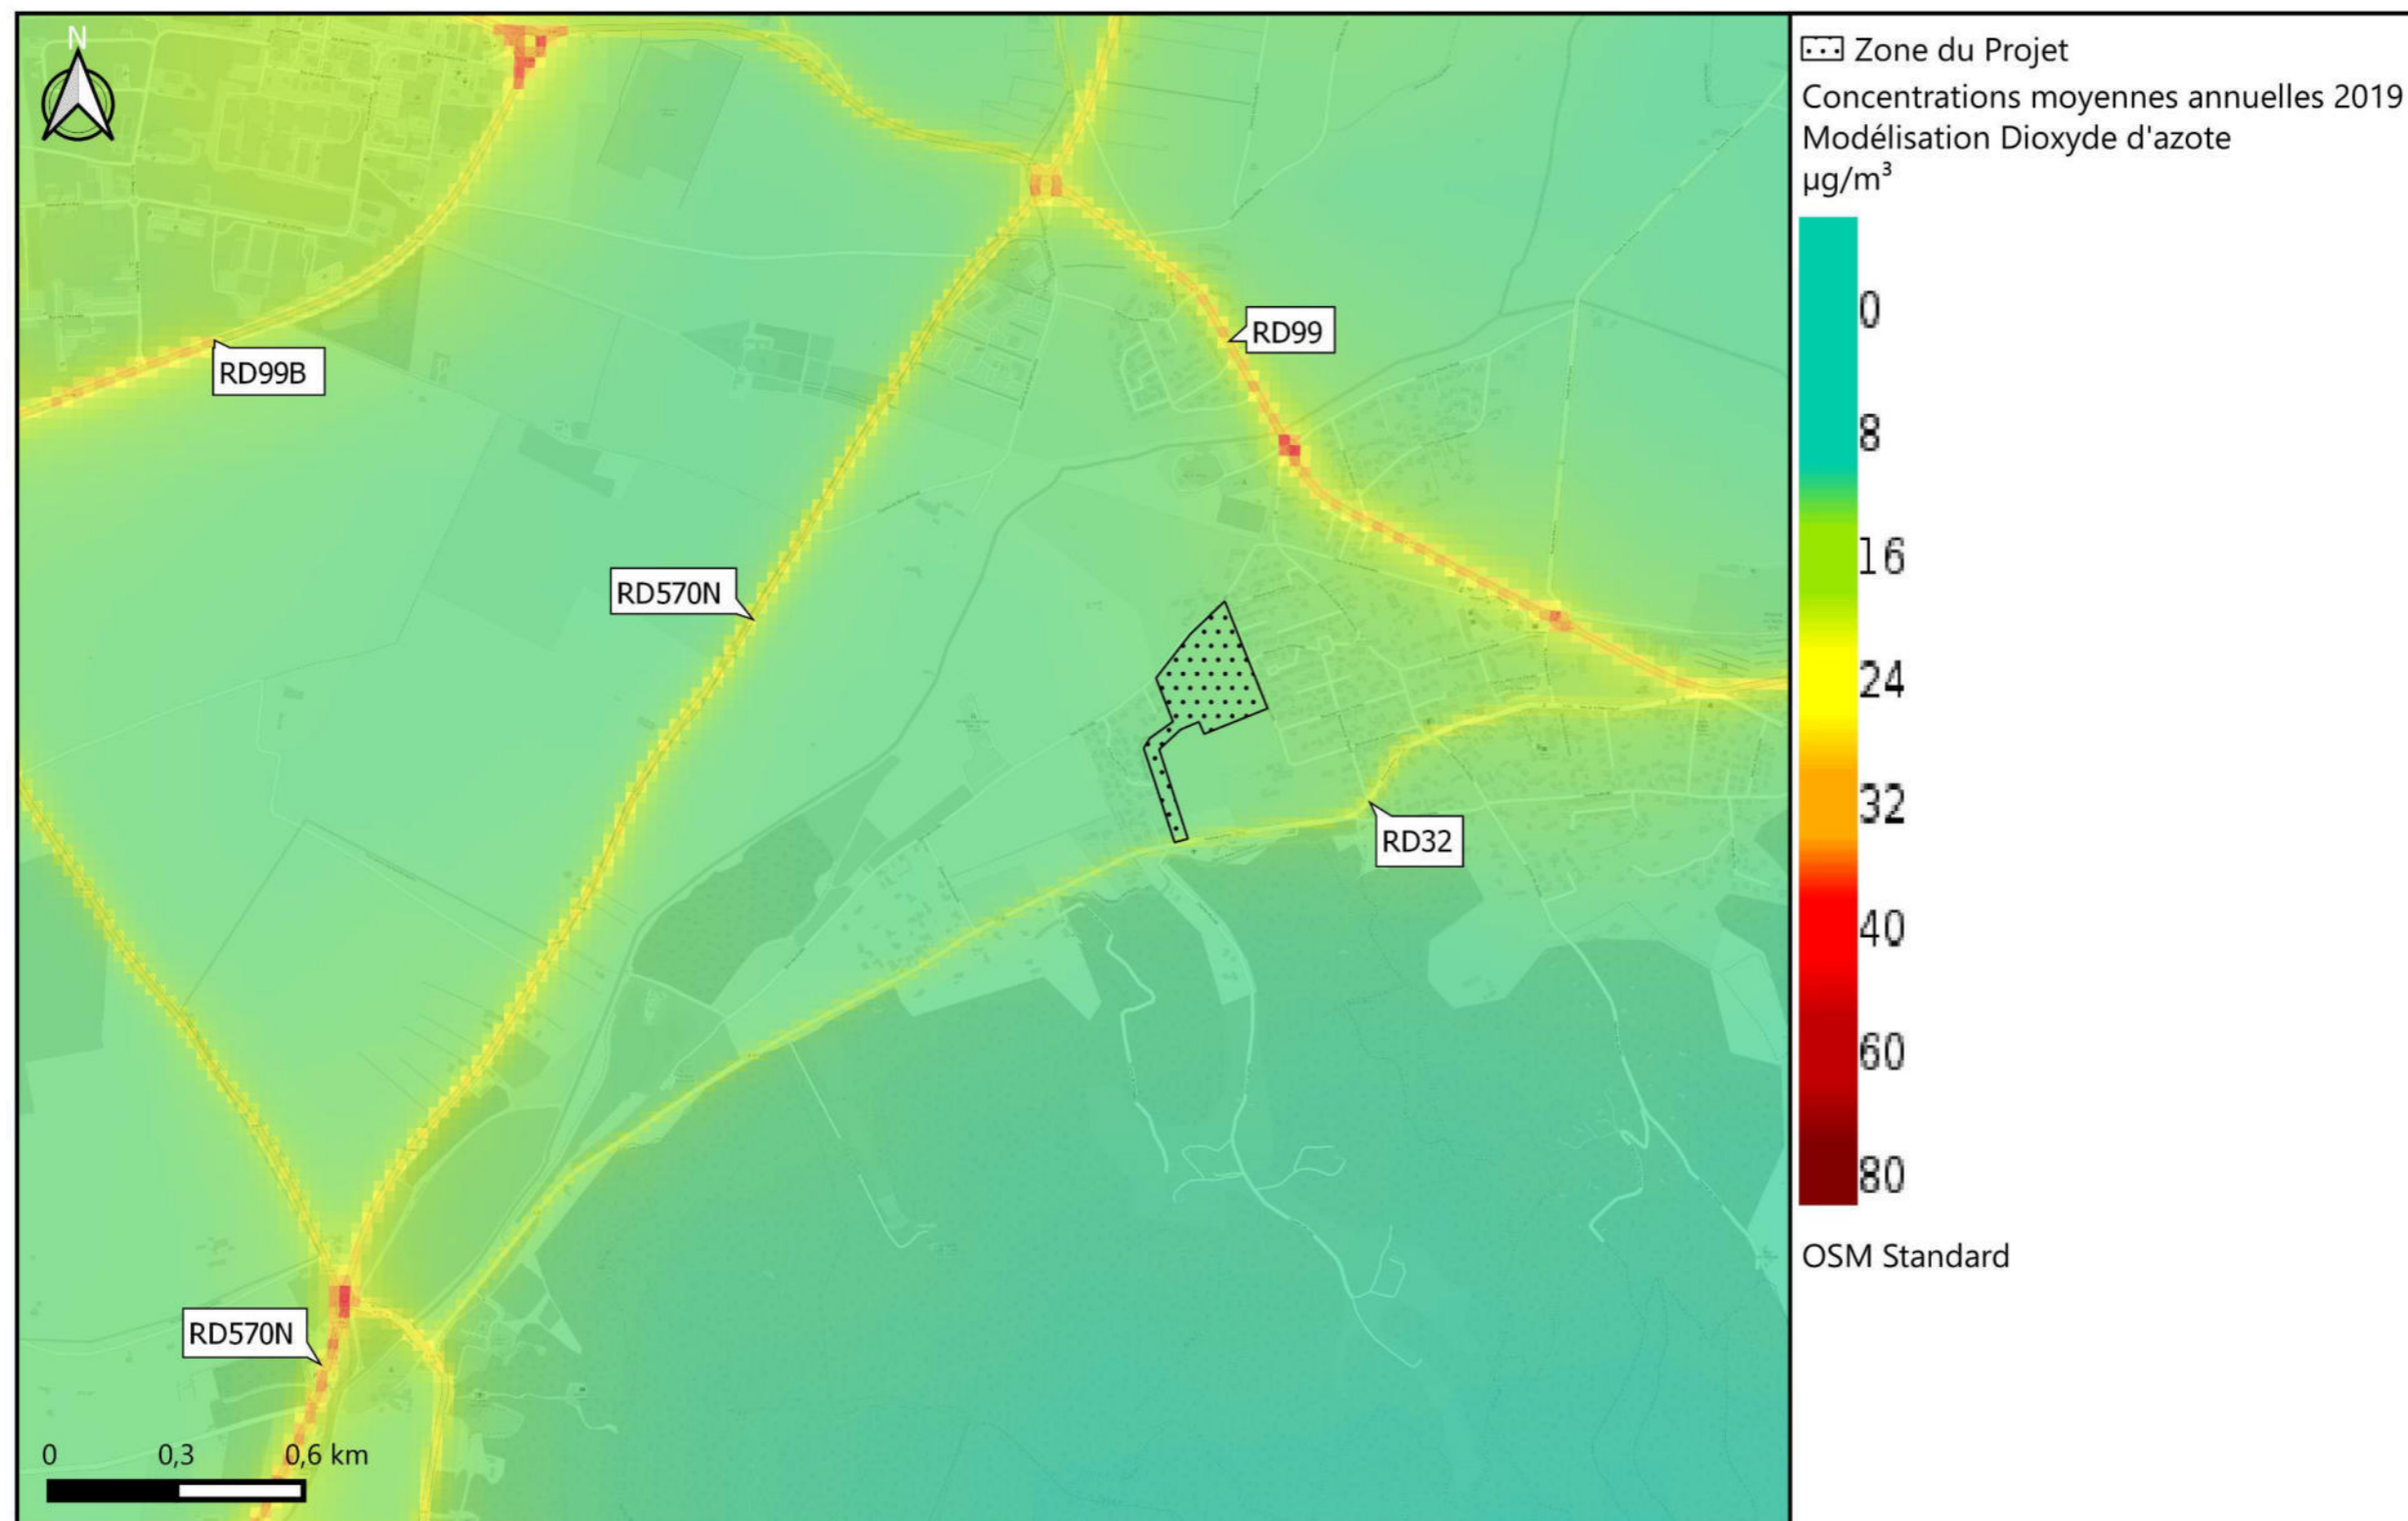 N
RD99
RD99B
RD570N
RD32
RD570N
0 0,3 0,6 km
Zone du Projet
Concentrations moyennes annuelles 2019
Modélisation Dioxyde d'azote
µg/m³
0
8
16
24
32
40
60
80
OSM Standard